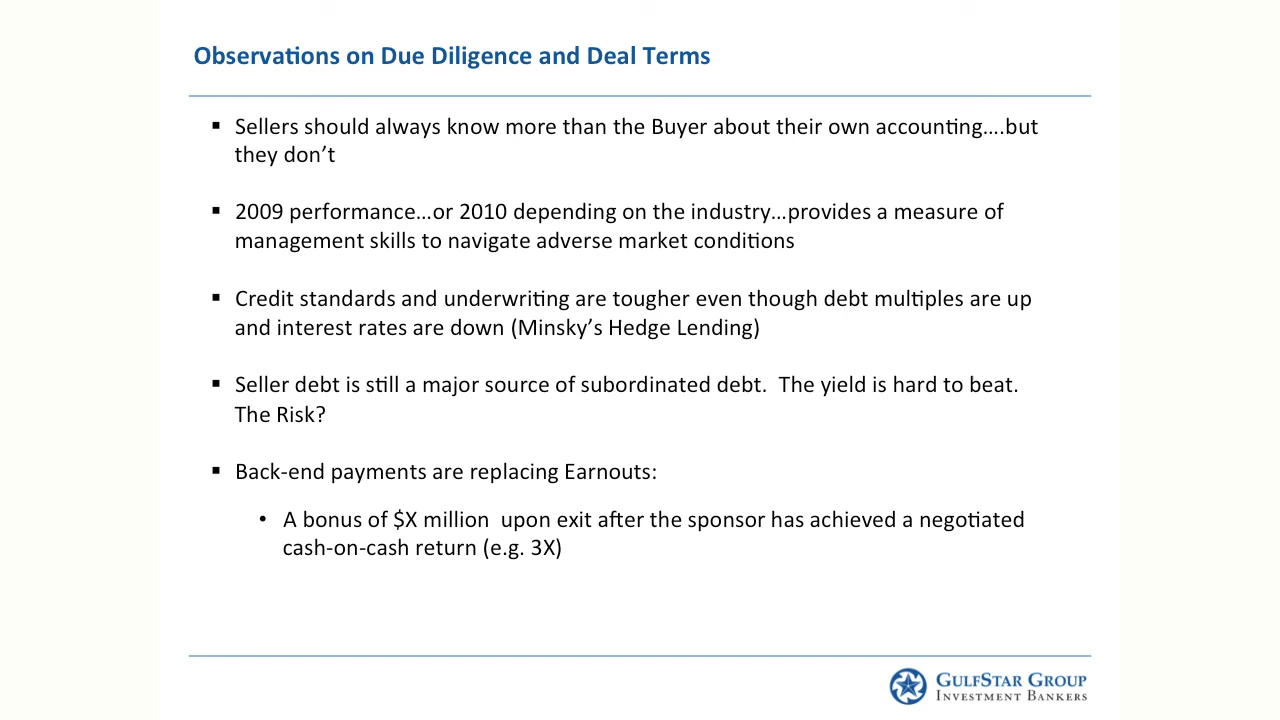 Observations on Due Diligence and Deal Terms
▪ Sellers should always know more than the Buyer about their own accounting....but
they don’t
▪ 2009 performance…or 2010 depending on the industry…provides a measure of
management skills to navigate adverse market conditions
▪ Credit standards and underwriting are tougher even though debt multiples are up
and interest rates are down (Minsky’s Hedge Lending)
▪ Seller debt is still a major source of subordinated debt.  The yield is hard to beat.
The Risk?
▪ Back-end payments are replacing Earnouts:
• A bonus of $X million  upon exit after the sponsor has achieved a negotiated
cash-on-cash return (e.g. 3X)
GULFSTAR GROUP
INVESTMENT BANKERS